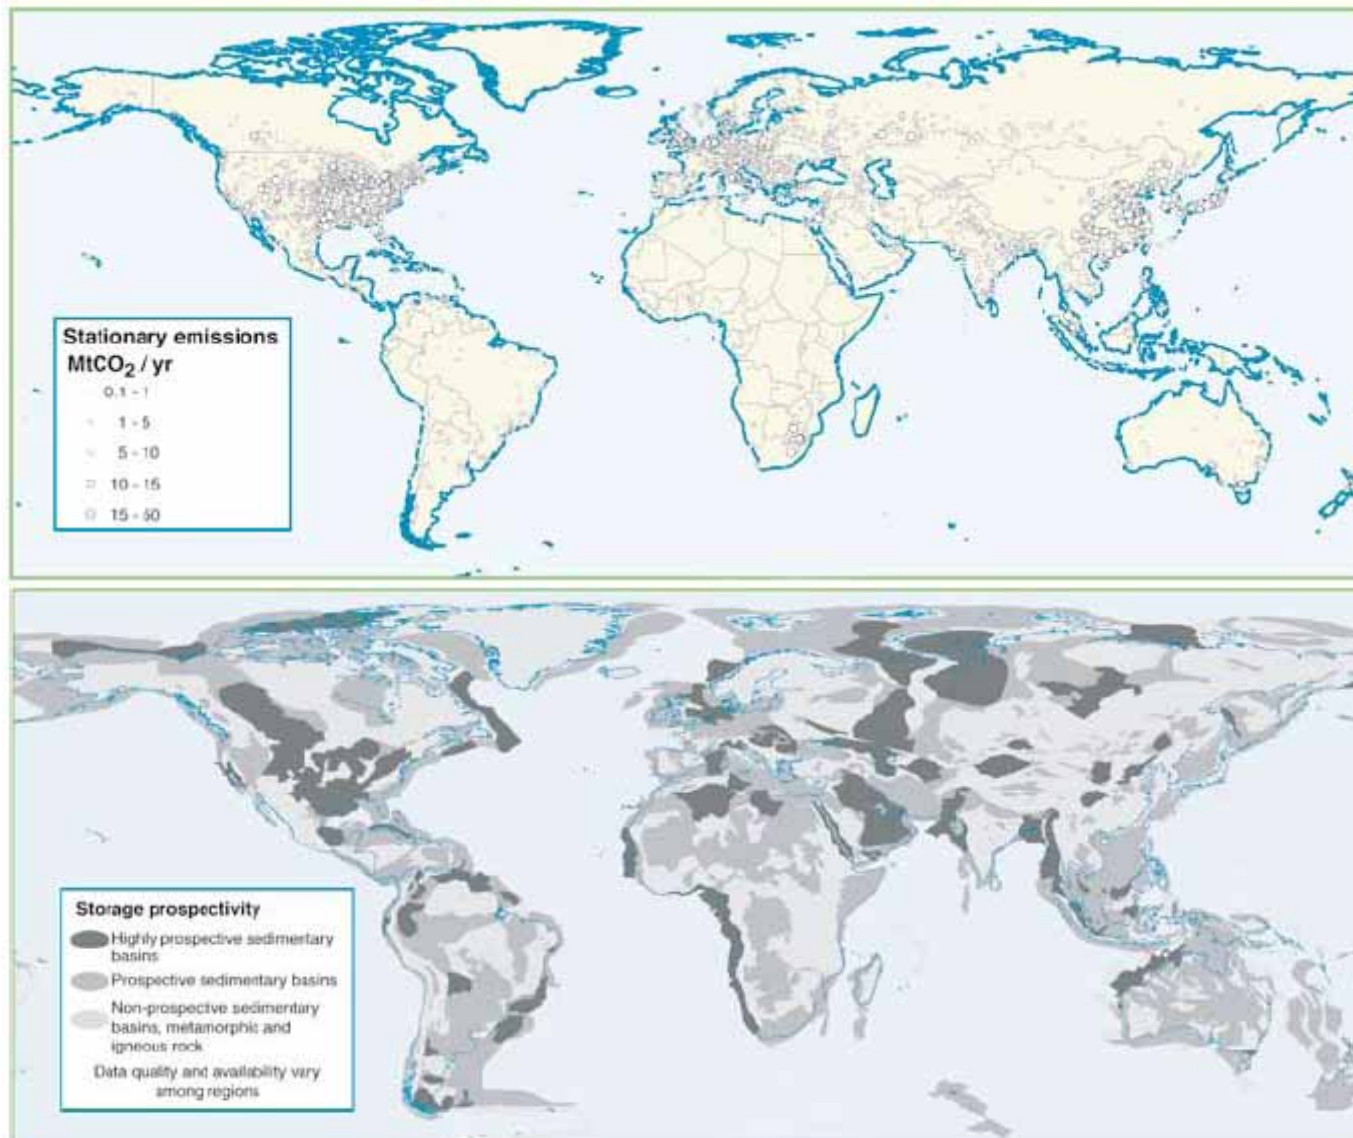 Stationary emissions
MtCO2 / yr
0.1 - 1
1 - 5
5 - 10
10 - 15
15 - 50
Storage prospectivity
Highly prospective sedimentary
basins
Prospective sedimentary basins
Non-prospective sedimentary
basins, metamorphic and
igneous rock
Data quality and availability vary
among regions